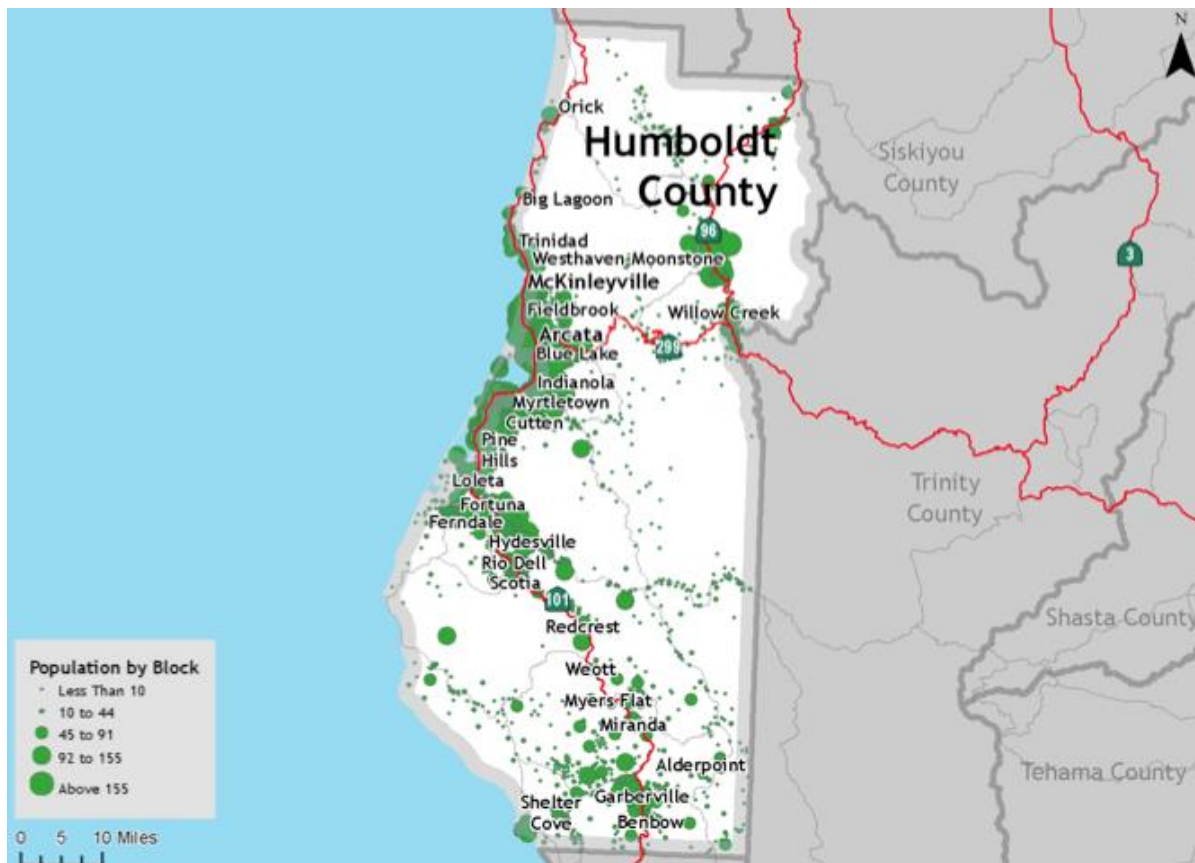 N
Orick
Humboldt
County
Siskiyou
County
Big Lagoon
96
Trinidad
Westhaven-Moonstone
3
McKinleyville
Fieldbrook
Willow Creek
Arcata
299
Blue Lake
Indianola
Myrtletown
Cutten
Pine
Hills
Loleta
Trinity
County
Fortuna
Ferndale
Hydesville
Rio Dell
Scotia
101
Redcrest
Shasta County
Weott
Myers Flat
Miranda
Alderpoint
Tehama County
Garberville
Shelter
Cove
Benbow
Population by Block
Less Than 10
10 to 44
45 to 91
92 to 155
Above 155
0 5 10 Miles